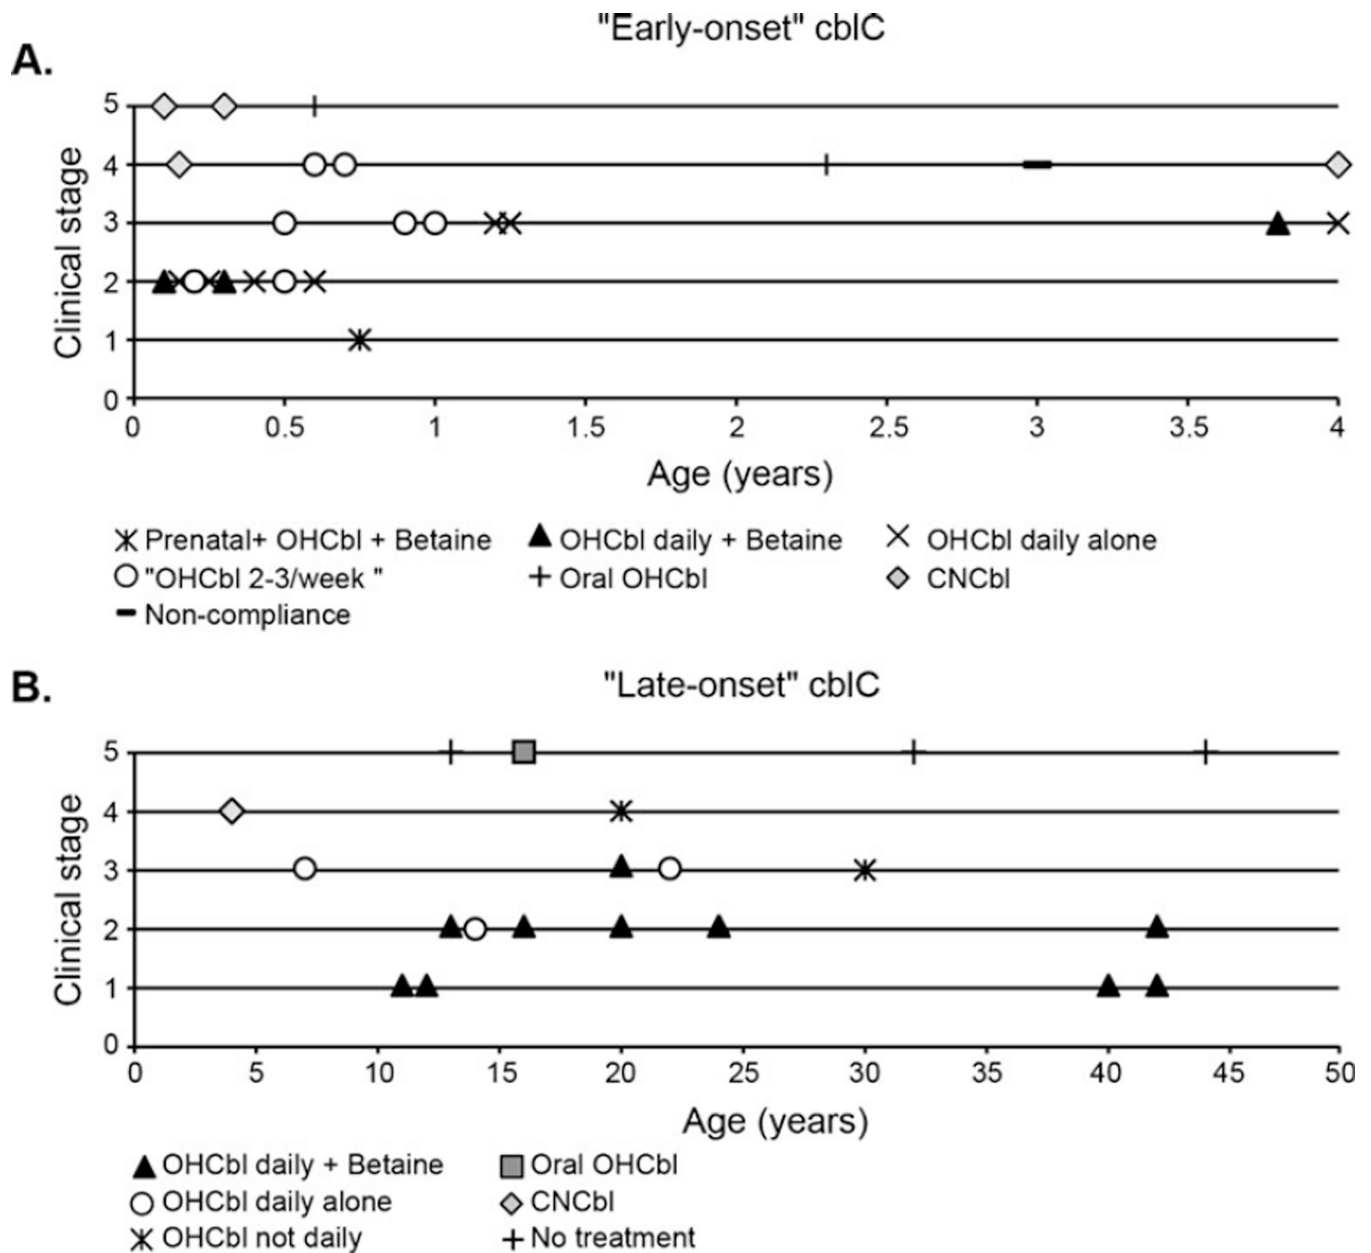 "Early-onset" cblC
A.
Clinical stage
5
4
3
2
1
0
0 0.5 1 1.5 2 2.5 3 3.5 4
Age (years)
Prenatal+ OHCbl + Betaine OHCbl daily + Betaine OHCbl daily alone
"OHCbl 2-3/week " Oral OHCbl CNCbl
Non-compliance
B.
"Late-onset" cblC
Clinical stage
5
4
3
2
1
0
0 5 10 15 20 25 30 35 40 45 50
Age (years)
OHCbl daily + Betaine Oral OHCbl
OHCbl daily alone CNCbl
OHCbl not daily No treatment